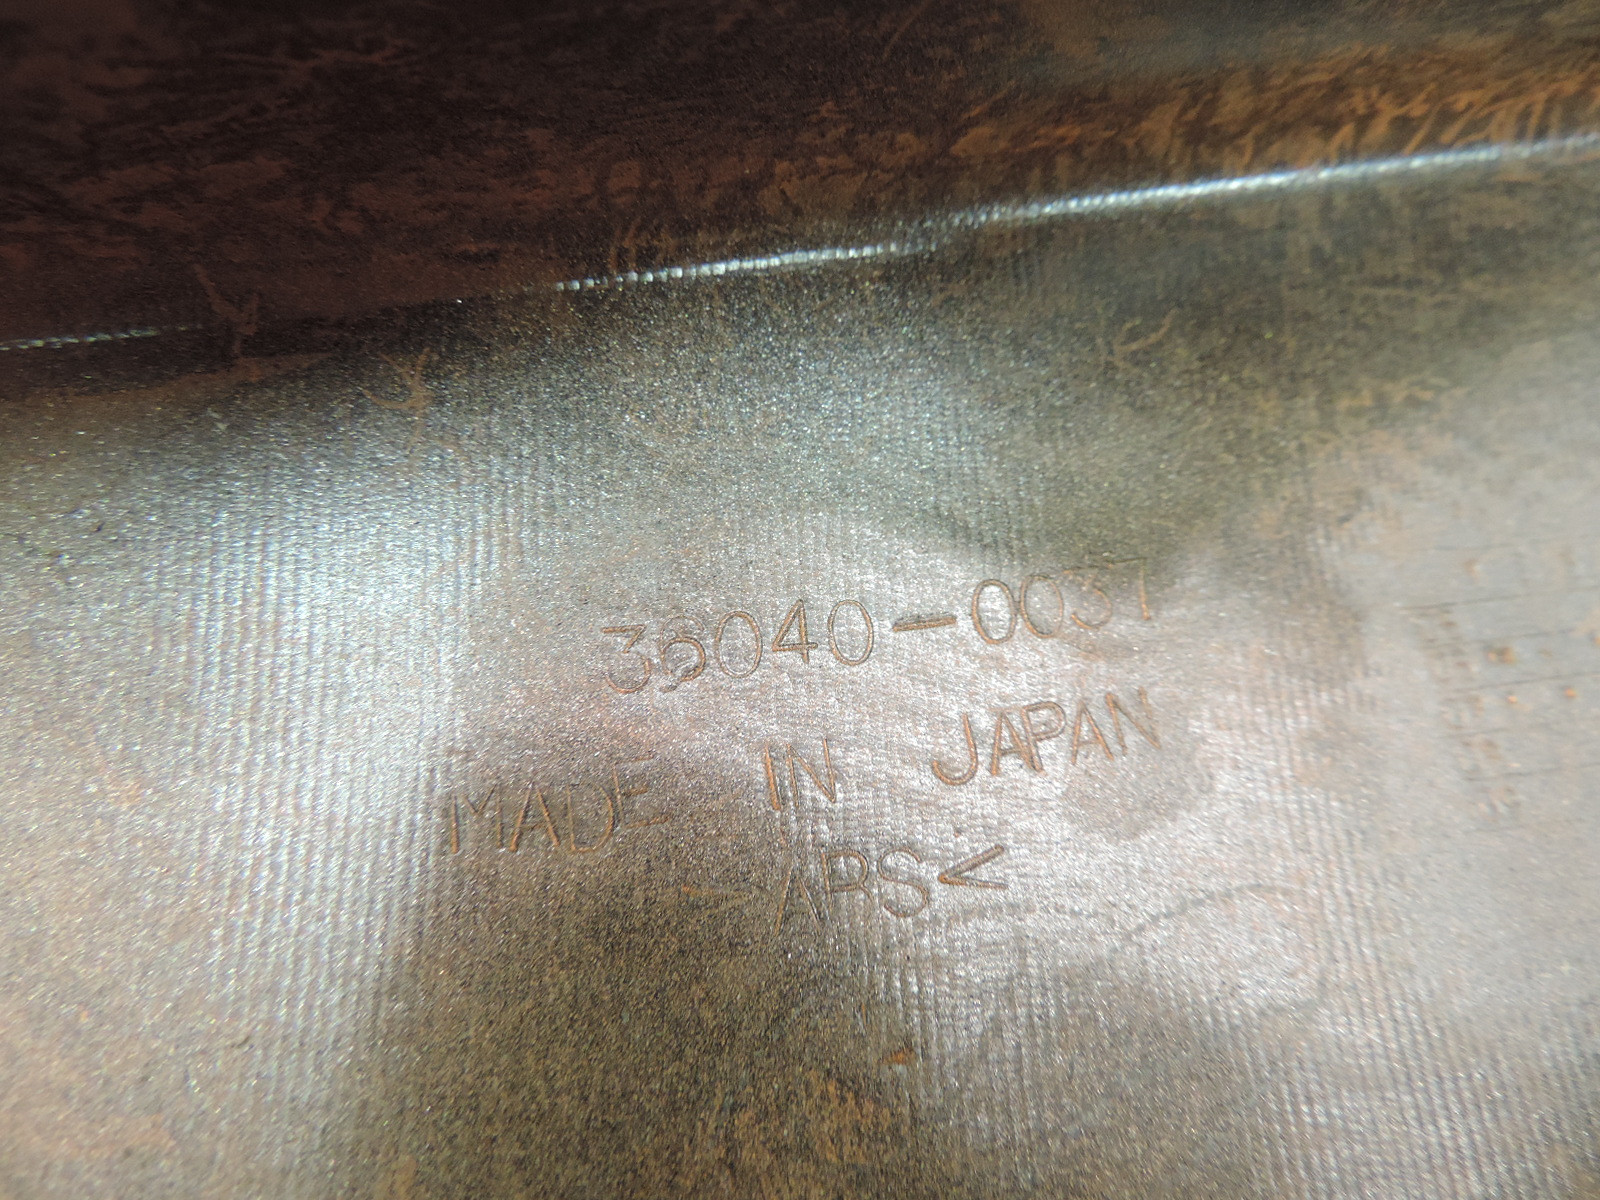 36040-0037
MADE IN JAPAN
>ABS<